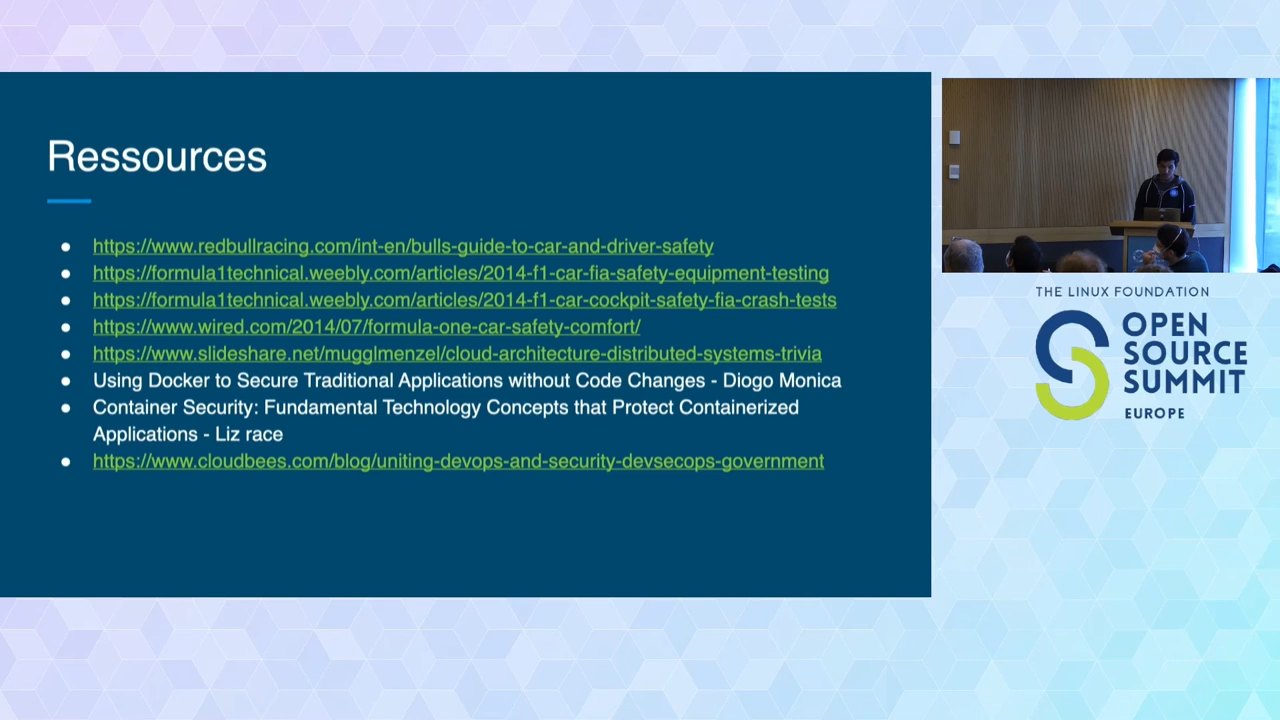 Ressources
https://www.redbullracing.com/int-en/bulls-guide-to-car-and-driver-safety
https://formula1technical.weebly.com/articles/2014-f1-car-fia-safety-equipment-testing
https://formula1technical.weebly.com/articles/2014-f1-car-cockpit-safety-fia-crash-tests
https://www.wired.com/2014/07/formula-one-car-safety-comfort/
https://www.slideshare.net/mugglmenzel/cloud-architecture-distributed-systems-trivia
Using Docker to Secure Traditional Applications without Code Changes - Diogo Monica
Container Security: Fundamental Technology Concepts that Protect Containerized
Applications - Liz race
https://www.cloudbees.com/blog/uniting-devops-and-security-devsecops-government
THE LINUX FOUNDATION
OPEN
SOURCE
SUMMIT
EUROPE